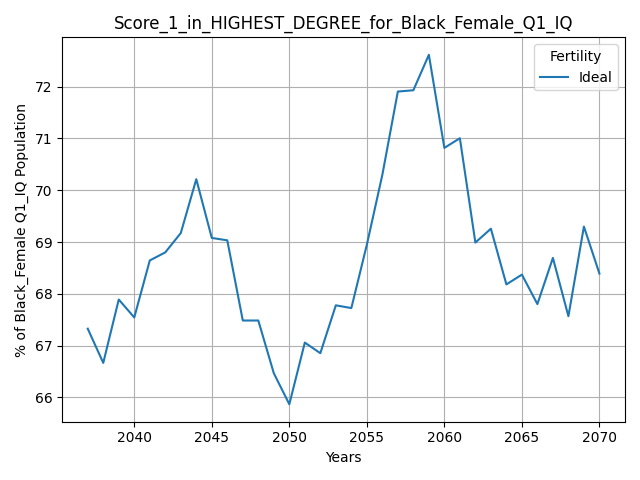 Score_1_in_HIGHEST_DEGREE_for_Black_Female_Q1_IQ
Fertility
Ideal
% of Black_Female Q1_IQ Population
72
71
70
69
68
67
66
2040
2045
2050
2055
2060
2065
2070
Years